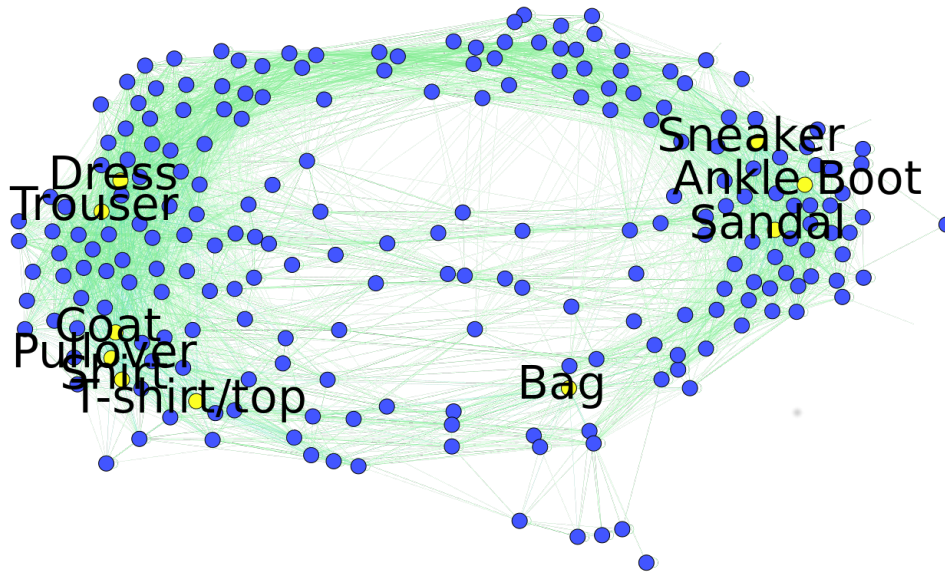 Sneaker
Dress
Ankle Boot
Trouser
Sandal
Coat
Pullover
Shirt
Bag
T-shirt/top